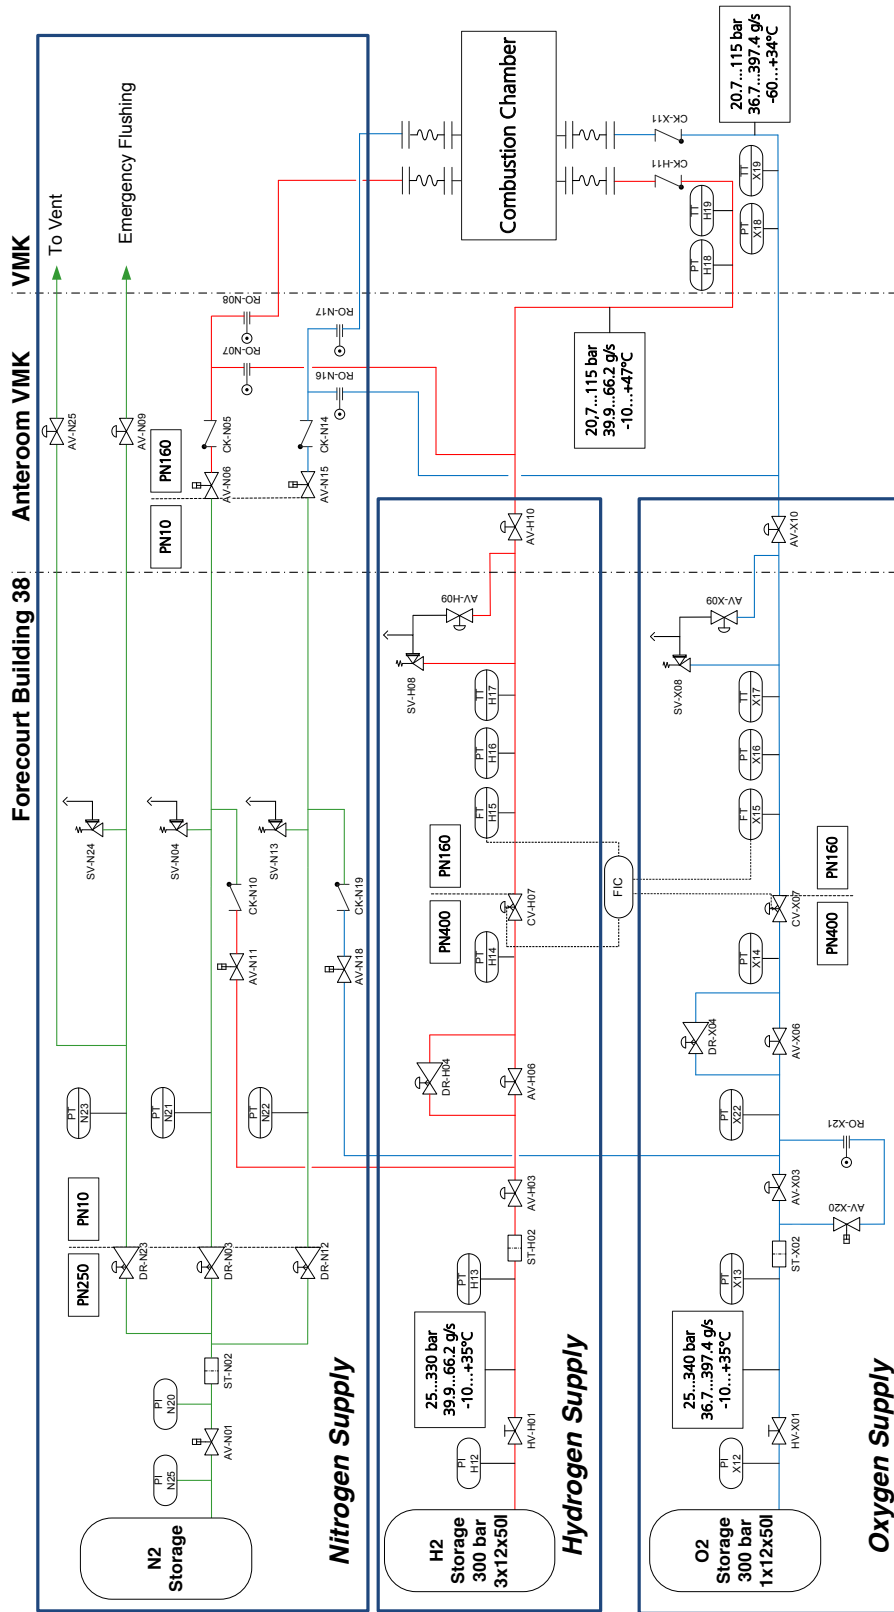 VMK
Anteroom VMK
Forecourt Building 38
To Vent
Emergency Flushing
AV-N25
AV-N09
SV-N24
PT
N23
DR-N23
PN250
PN10
SV-N04
PT
N21
DR-N03
CK-N10
AV-N11
SV-N13
PT
N22
DR-N12
CK-N19
AV-N18
PN10
PN160
AV-N06
CK-N05
AV-N15
CK-N14
RO-N07
RO-N08
RO-N16
RO-N17
ST-N02
PI
N20
AV-N01
PI
N25
N2
Storage
Nitrogen Supply
H2
Storage
300 bar
3x12x50l
PI
H12
HV-H01
25...330 bar
39.9...66.2 g/s
-10...+35°C
PT
H13
ST-H02
AV-H03
DR-H04
AV-H06
PT
H14
PN400
PN160
CV-H07
FT
H15
PT
H16
TT
H17
SV-H08
AV-H09
AV-H10
Hydrogen Supply
FIC
20,7...115 bar
39.9...66.2 g/s
-10...+47°C
PT
H18
TT
H19
CK-H11
Combustion Chamber
CK-X11
20.7...115 bar
36.7...397.4 g/s
-60...+34°C
PT
X18
TT
X19
O2
Storage
300 bar
1x12x50l
PI
X12
HV-X01
25...340 bar
36.7...397.4 g/s
-10...+35°C
PT
X13
ST-X02
AV-X20
RO-X21
AV-X03
PT
X22
DR-X04
AV-X06
PT
X14
PN400
PN160
CV-X07
FT
X15
PT
X16
TT
X17
SV-X08
AV-X09
AV-X10
Oxygen Supply